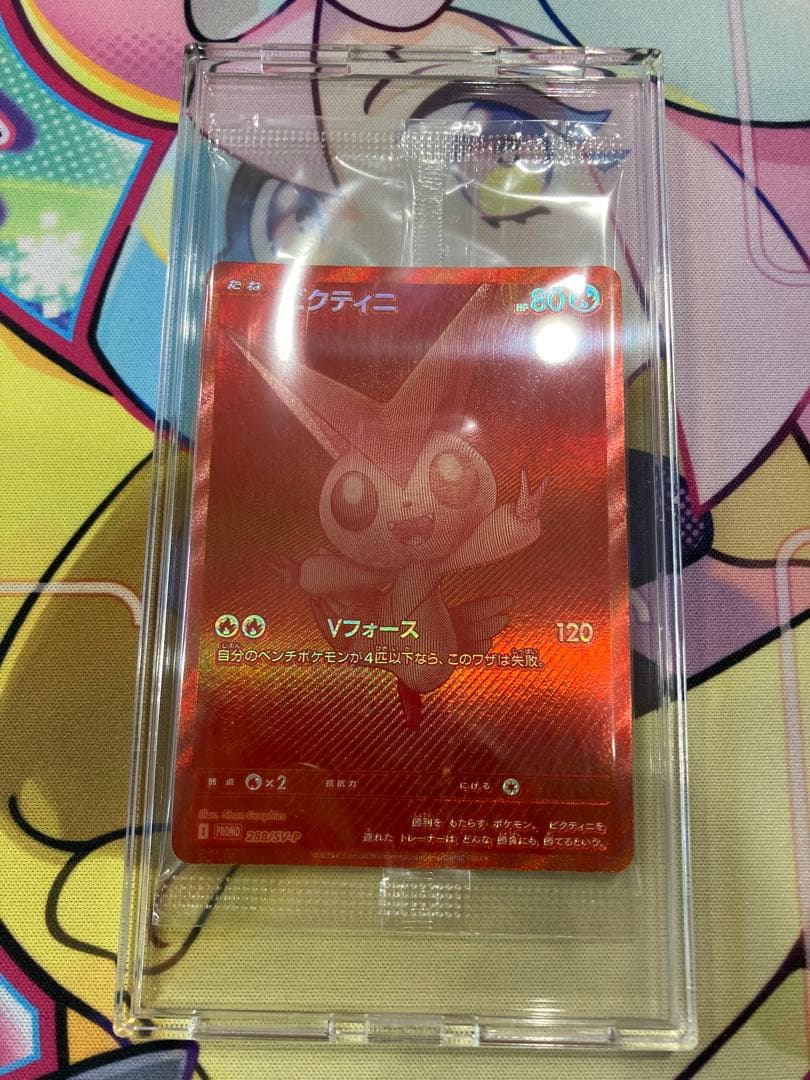 たね ビクティニ HP 80
Vフォース 120
自分のベンチポケモンが4匹以下なら、このワザは失敗。
弱点 ×2 抵抗力 にげる
Illus. Shan Graphics
勝利を もたらす ポケモン。 ビクティニを
I PROMO 288/SV-P 連れた トレーナーは どんな 勝負にも 勝てるという。